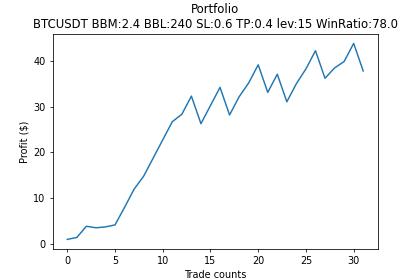 Portfolio
BTCUSDT BBM:2.4 BBL:240 SL:0.6 TP:0.4 lev:15 WinRatio:78.0
40
30
20
10
0
Profit ($)
0 5 10 15 20 25 30
Trade counts